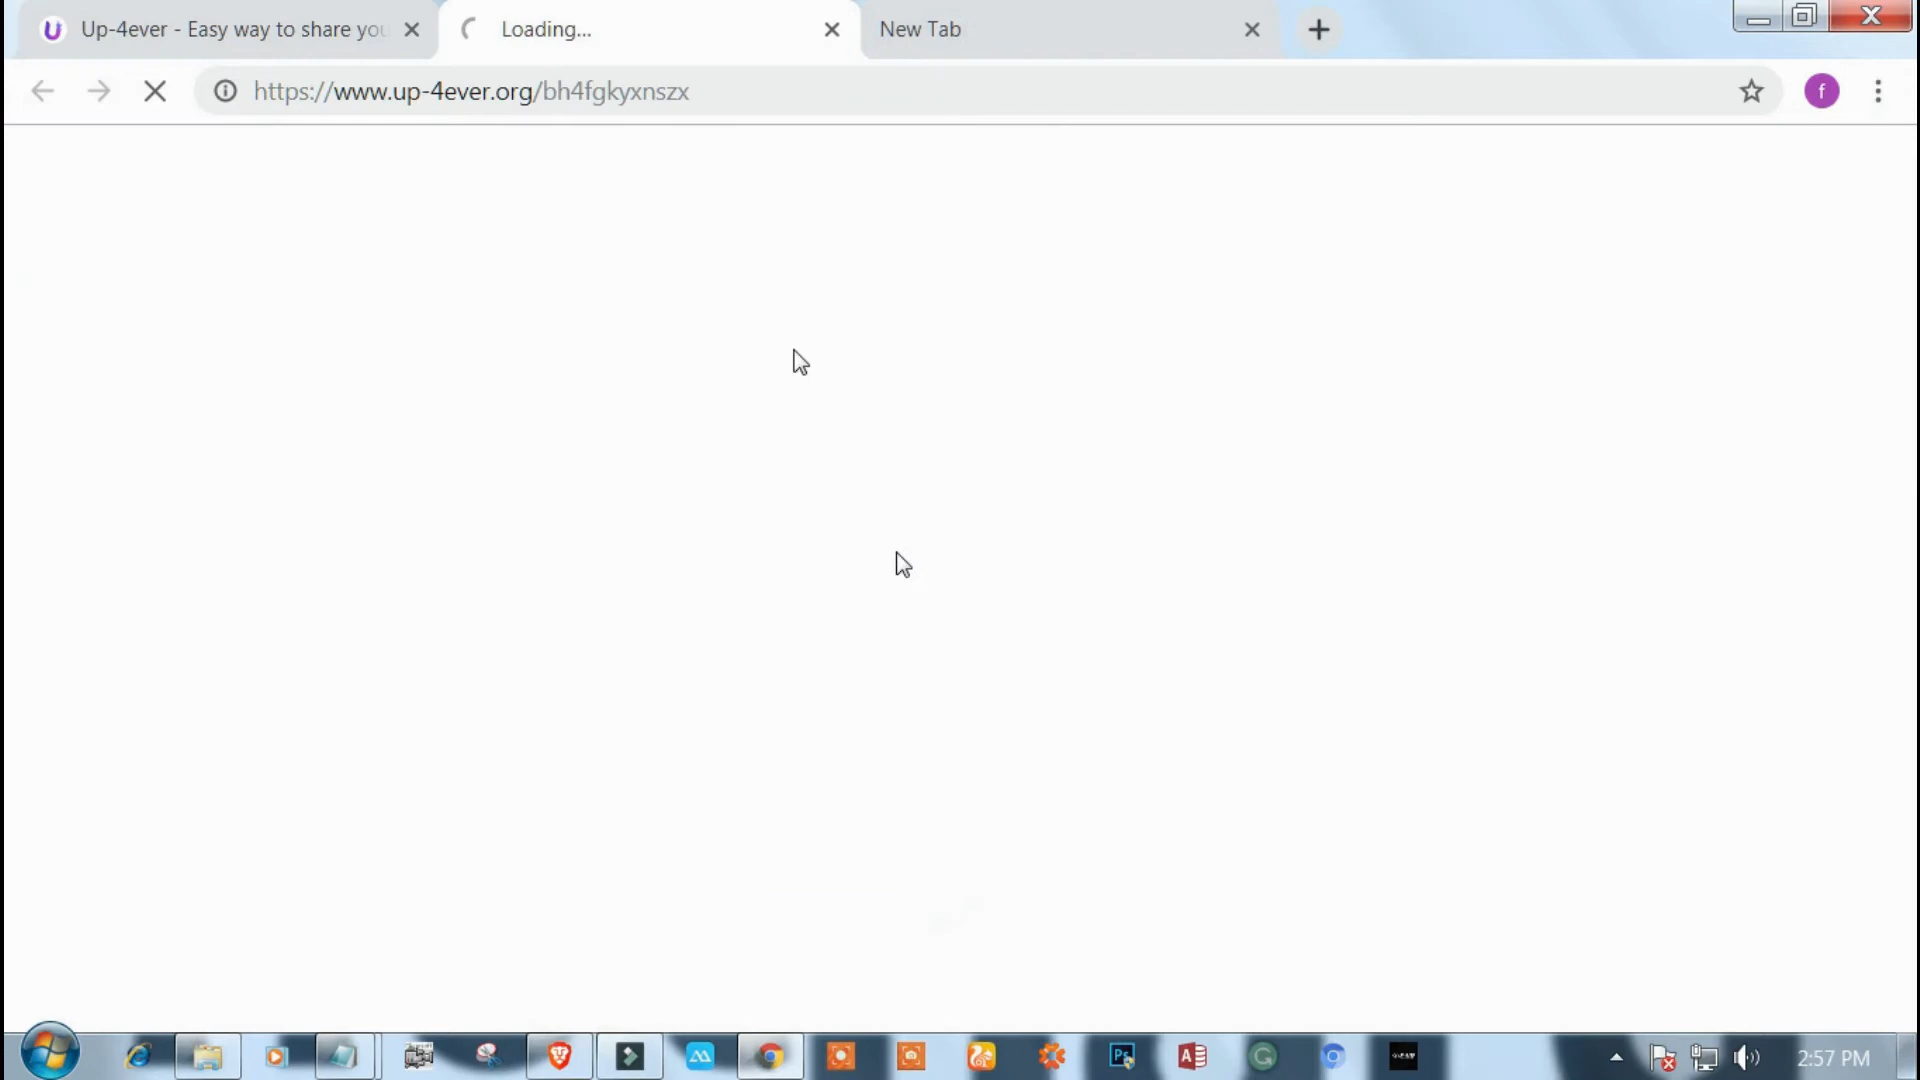 Up-4ever - Easy way to share you
Loading...
New Tab
https://www.up-4ever.org/bh4fgkyxnszx
f
Ps
2:57 PM